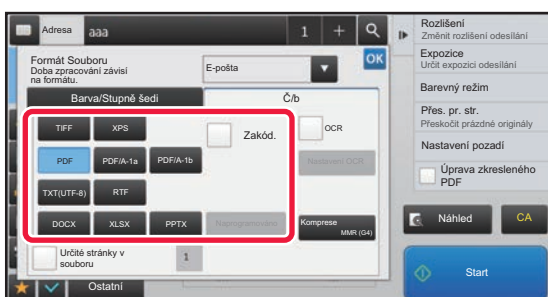 Adresa
aaa
1
Formát Souboru
Doba zpracování závisí
na formátu.
E-pošta
OK
Barva/Stupně šedi
Č/b
TIFF
XPS
Zakód.
OCR
PDF
PDF/A-1a
PDF/A-1b
Nastavení OCR
TXT(UTF-8)
RTF
DOCX
XLSX
PPTX
Naprogramováno
Komprese
MMR (G4)
Určité stránky v
souboru
1
Ostatní
Rozlišení
Změnit rozlišení odesílání
Expozice
Určit expozici odesílání
Barevný režim
Přes. pr. str.
Přeskočit prázdné originály
Nastavení pozadí
Úprava zkresleného
PDF
Náhled
CA
Start